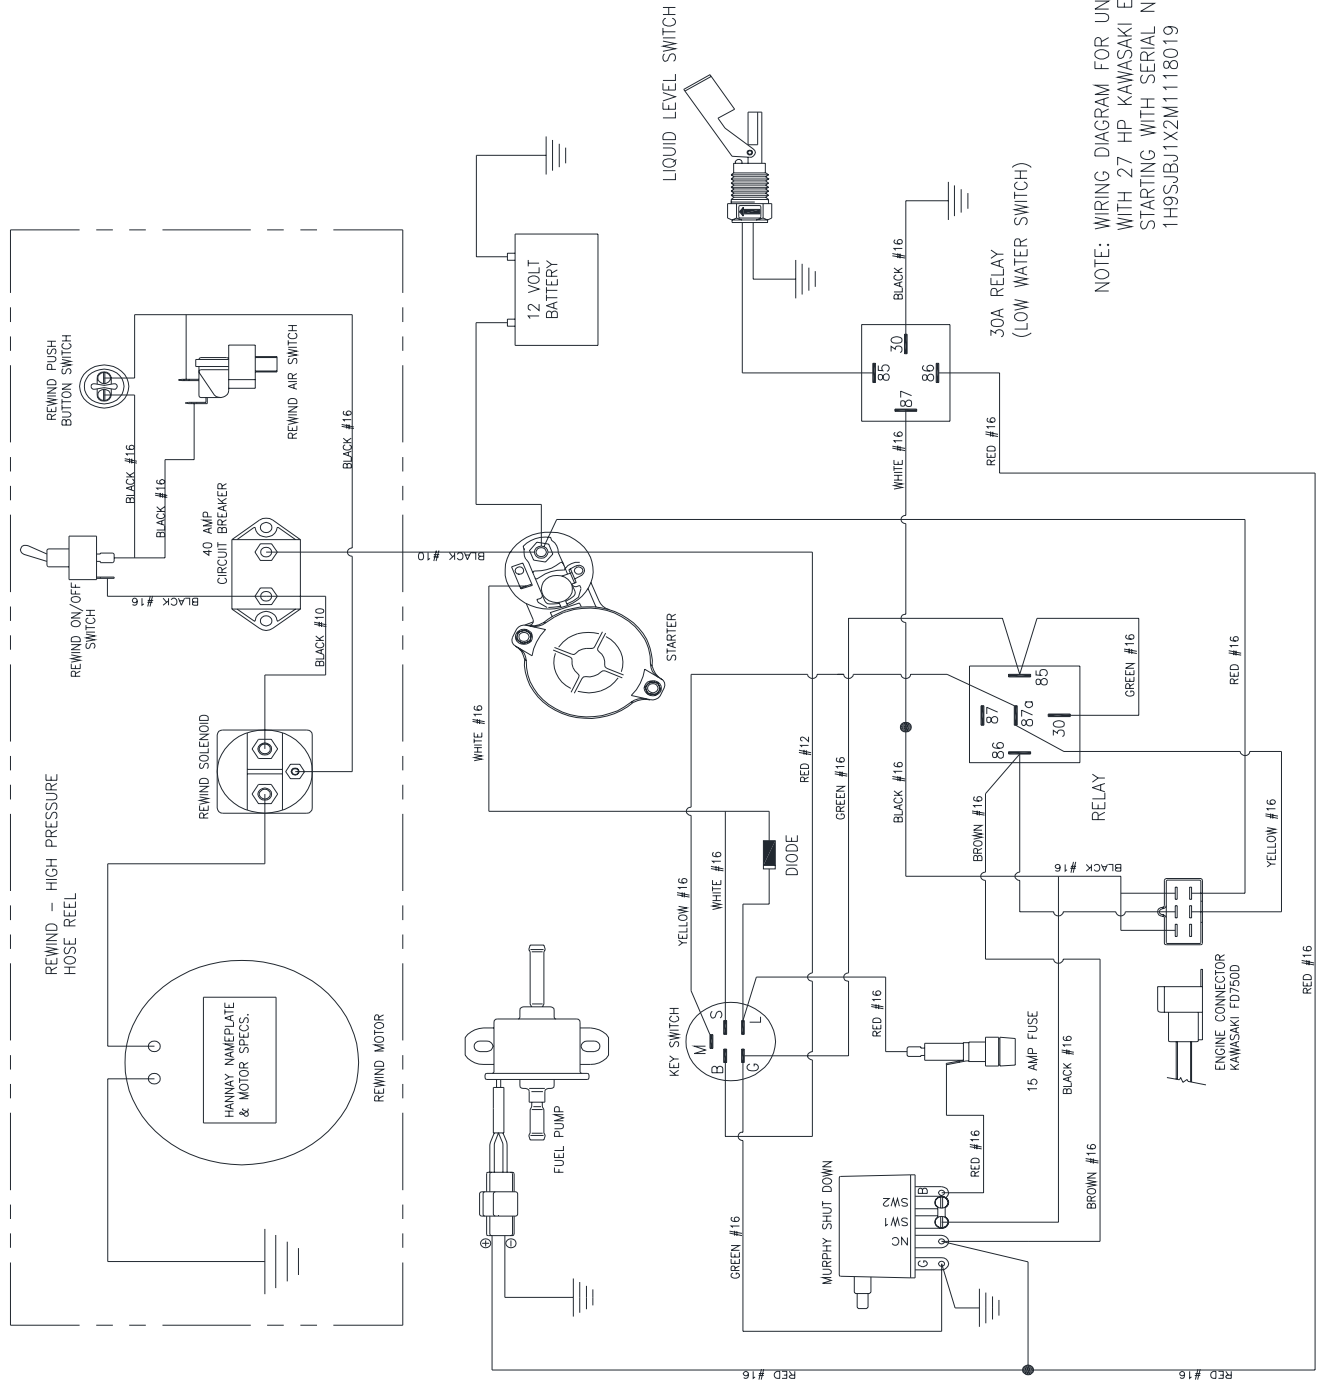 LIQUID LEVEL SWITCH
NOTE: WIRING DIAGRAM FOR UN
WITH 27 HP KAWASAKI E
STARTING WITH SERIAL N
1H9SJBJ1X2M1118019
REWIND PUSH
BUTTON SWITCH
REWIND AIR SWITCH
BLACK #16
BLACK #16
BLACK #16
40 AMP
CIRCUIT BREAKER
REWIND ON/OFF
SWITCH
BLACK #16
BLACK #10
BLACK #10
REWIND SOLENOID
REWIND - HIGH PRESSURE
HOSE REEL
HANNAY NAMEPLATE
& MOTOR SPECS.
REWIND MOTOR
12 VOLT
BATTERY
STARTER
WHITE #16
RED #12
30A RELAY
(LOW WATER SWITCH)
BLACK #16
30
85
86
87
WHITE #16
RED #16
GREEN #16
85
87
87a
30
86
GREEN #16
RED #16
BLACK #16
BROWN #16
RELAY
BLACK #16
YELLOW #16
DIODE
YELLOW #16
WHITE #16
KEY SWITCH
M
S
B
L
G
RED #16
15 AMP FUSE
BLACK #16
ENGINE CONNECTOR
KAWASAKI FD750D
RED #16
FUEL PUMP
GREEN #16
MURPHY SHUT DOWN
B
SW2
SW1
NC
G
RED #16
BROWN #16
RED #16
RED #16